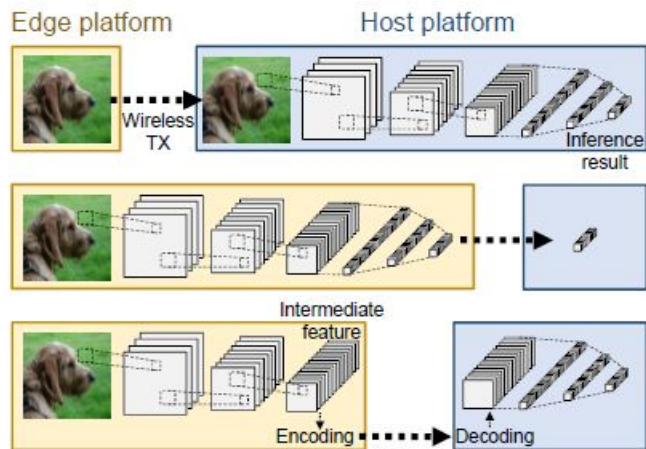 Edge platform
Host platform
Wireless
TX
Inference
result
Intermediate
feature
Encoding
Decoding